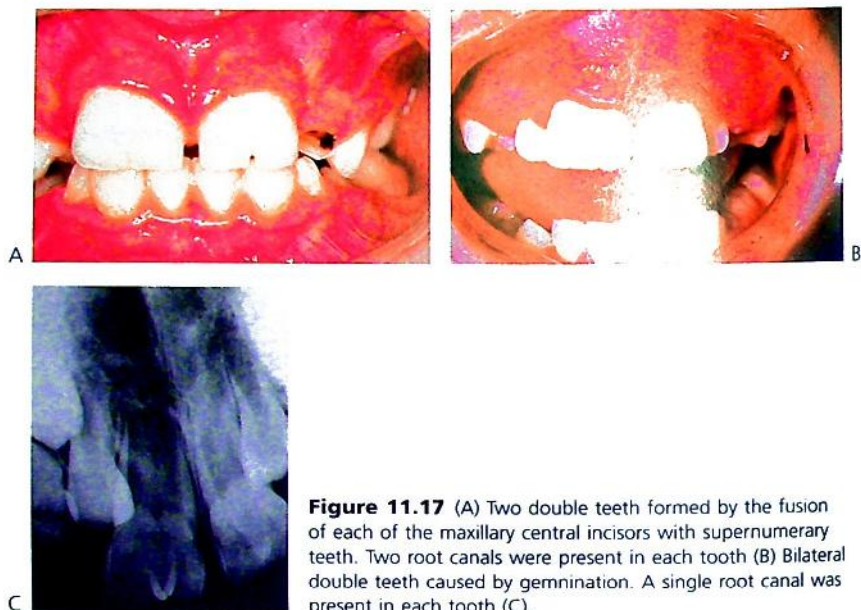 A
B
C
Figure 11.17 (A) Two double teeth formed by the fusion
of each of the maxillary central incisors with supernumerary
teeth. Two root canals were present in each tooth (B) Bilateral
double teeth caused by gemnination. A single root canal was
present in each tooth (C).